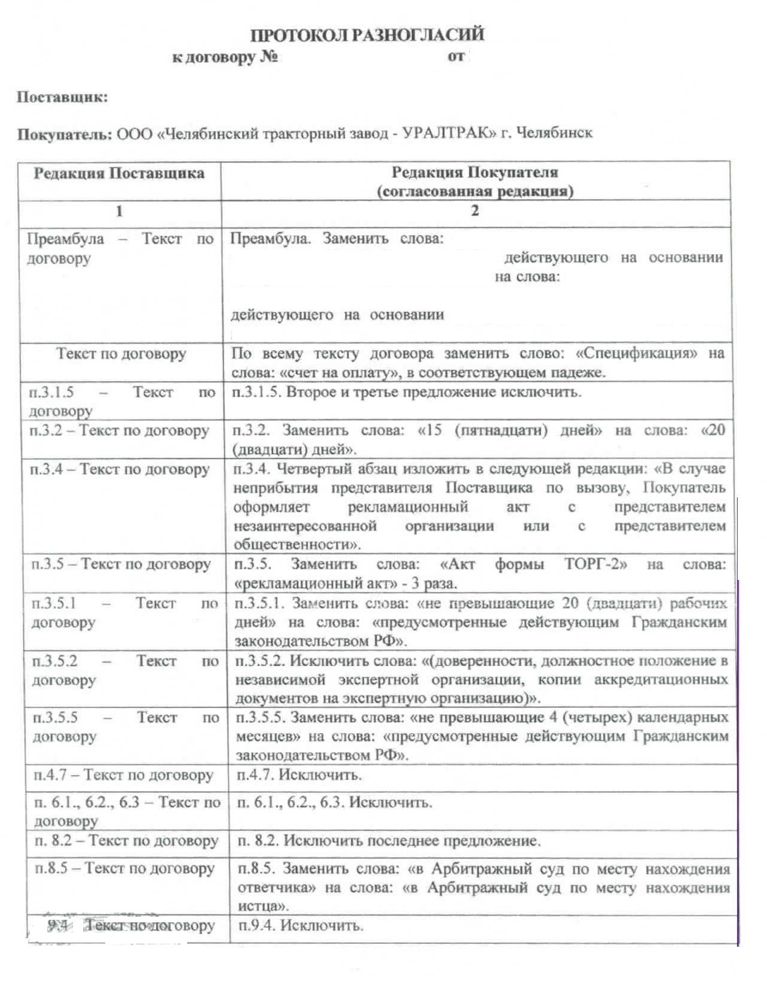 ПРОТОКОЛ РАЗНОГЛАСИЙ
к договору № от
Поставщик:
Покупатель: ООО «Челябинский тракторный завод - УРАЛТРАК» г. Челябинск
Редакция Поставщика
Редакция Покупателя
(согласованная редакция)
1
2
Преамбула – Текст по
договору
Преамбула. Заменить слова:
действующего на основании
на слова:
действующего на основании
Текст по договору
По всему тексту договора заменить слово: «Спецификация» на
слова: «счет на оплату», в соответствующем падеже.
п.3.1.5 – Текст по
договору
п.3.1.5. Второе и третье предложение исключить.
п.3.2 – Текст по договору
п.3.2. Заменить слова: «15 (пятнадцати) дней» на слова: «20
(двадцати) дней».
п.3.4 – Текст по договору
п.3.4. Четвертый абзац изложить в следующей редакции: «В случае
неприбытия представителя Поставщика по вызову, Покупатель
оформляет рекламационный акт с представителем
незаинтересованной организации или с представителем
общественности».
п.3.5 – Текст по договору
п.3.5. Заменить слова: «Акт формы ТОРГ-2» на слова:
«рекламационный акт» - 3 раза.
п.3.5.1 – Текст по
договору
п.3.5.1. Заменить слова: «не превышающие 20 (двадцати) рабочих
дней» на слова: «предусмотренные действующим Гражданским
законодательством РФ».
п.3.5.2 – Текст по
договору
п.3.5.2. Исключить слова: «(доверенности, должностное положение в
независимой экспертной организации, копии аккредитационных
документов на экспертную организацию)».
п.3.5.5 – Текст по
договору
п.3.5.5. Заменить слова: «не превышающие 4 (четырех) календарных
месяцев» на слова: «предусмотренные действующим Гражданским
законодательством РФ».
п.4.7 – Текст по договору
п.4.7. Исключить.
п. 6.1., 6.2., 6.3 – Текст по
договору
п. 6.1., 6.2., 6.3. Исключить.
п. 8.2 – Текст по договору
п. 8.2. Исключить последнее предложение.
п.8.5 – Текст по договору
п.8.5. Заменить слова: «в Арбитражный суд по месту нахождения
ответчика» на слова: «в Арбитражный суд по месту нахождения
истца».
9.4 Текст по договору
п.9.4. Исключить.